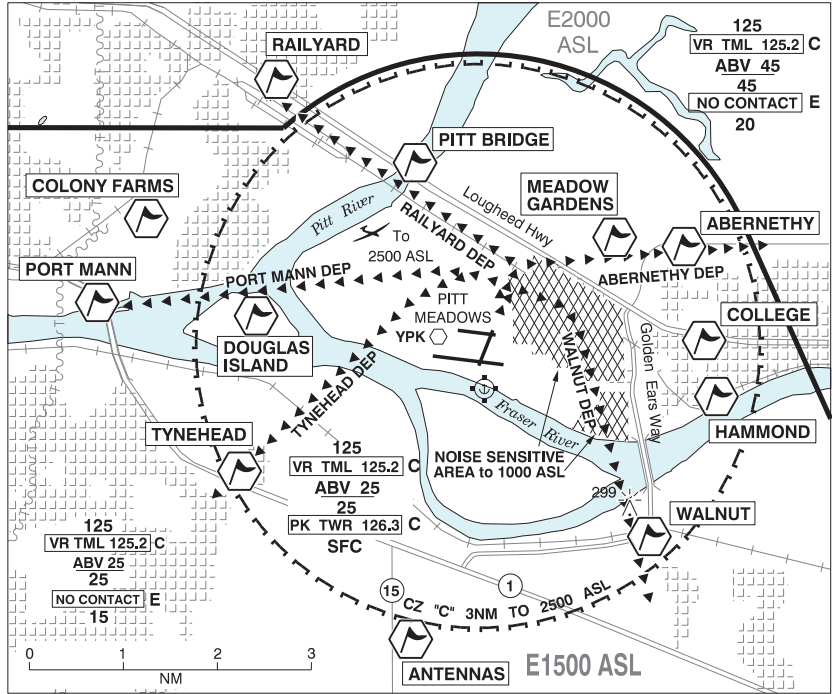 E2000
ASL
125
VR TML 125.2 C
ABV 45
45
NO CONTACT E
20
RAILYARD
PITT BRIDGE
COLONY FARMS
MEADOW
GARDENS
ABERNETHY
Pitt River
Lougheed Hwy
To
2500 ASL
RAILYARD DEP
PORT MANN
PORT MANN DEP
ABERNETHY DEP
PITT
MEADOWS
YPK
COLLEGE
DOUGLAS
ISLAND
TYNEHEAD DEP
WALNUT DEP
Golden Ears Way
Fraser River
HAMMOND
TYNEHEAD
NOISE SENSITIVE
AREA to 1000 ASL
125
VR TML 125.2 C
ABV 25
25
PK TWR 126.3 C
SFC
299
WALNUT
125
VR TML 125.2 C
ABV 25
25
NO CONTACT E
15
15
1
CZ "C" 3NM TO 2500 ASL
ANTENNAS
E1500 ASL
0 1 2 3
NM